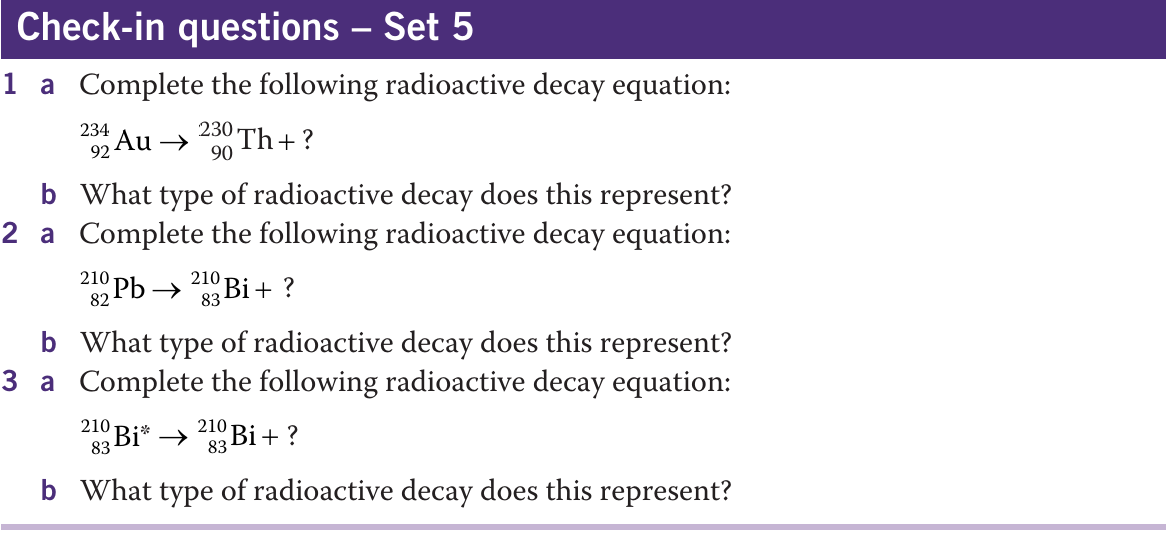 Check-in questions – Set 5
1 a Complete the following radioactive decay equation:
²³⁴₉₂Au → ²³⁰₉₀Th + ?
b What type of radioactive decay does this represent?
2 a Complete the following radioactive decay equation:
²¹⁰₈₂Pb → ²¹⁰₈₃Bi + ?
b What type of radioactive decay does this represent?
3 a Complete the following radioactive decay equation:
²¹⁰₈₃Bi* → ²¹⁰₈₃Bi + ?
b What type of radioactive decay does this represent?